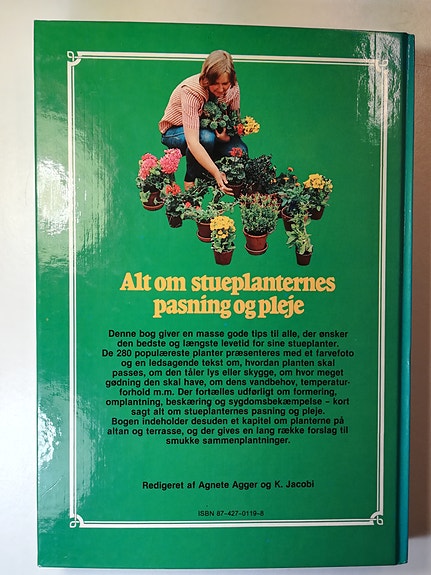 Alt om stueplanternes
pasning og pleje
Denne bog giver en masse gode tips til alle, der ønsker
den bedste og længste levetid for sine stueplanter.
De 280 populæreste planter præsenteres med et farvefoto
og en ledsagende tekst om, hvordan planten skal
passes, om den tåler lys eller skygge, om hvor meget
gødning den skal have, om dens vandbehov, temperatur-
forhold m.m. Der fortælles udførligt om formering,
omplantning, beskæring og sygdomsbekæmpelse – kort
sagt alt om stueplanternes pasning og pleje.
Bogen indeholder desuden et kapitel om planterne på
altan og terrasse, og der gives en lang række forslag til
smukke sammenplantninger.
Redigeret af Agnete Agger og K. Jacobi
ISBN 87–427-0119–8